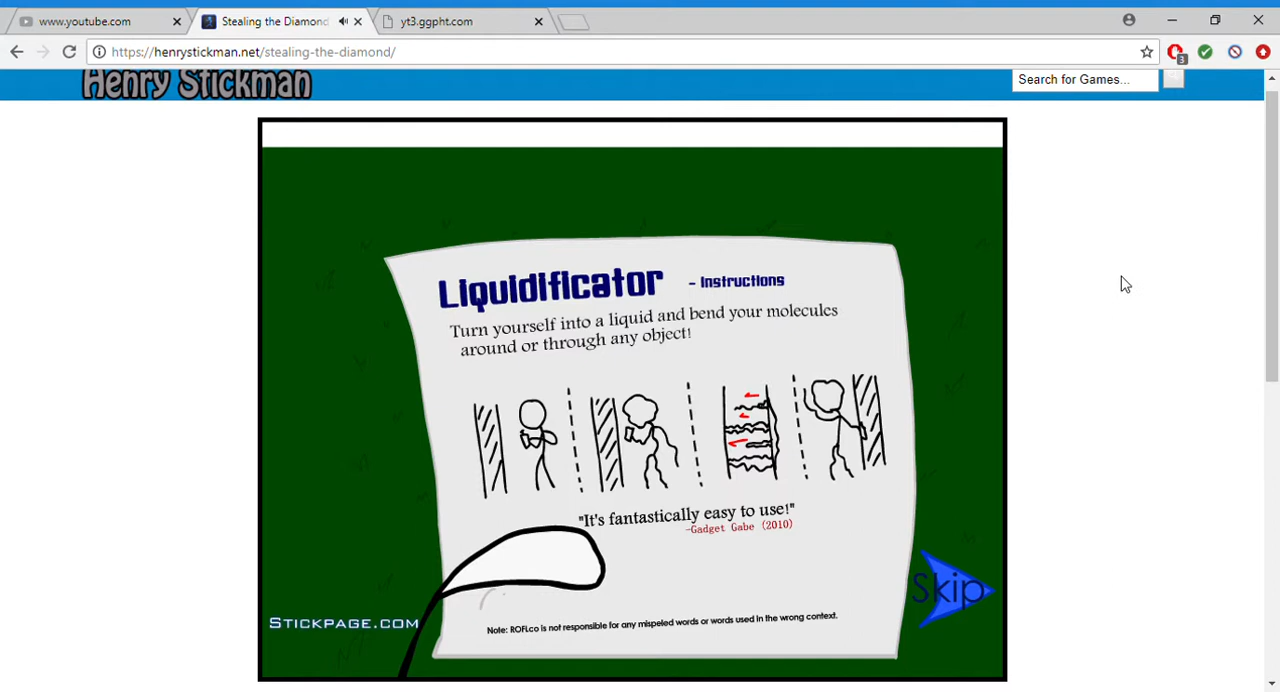 www.youtube.com
Stealing the Diamond
yt3.ggpht.com
https://henrystickman.net/stealing-the-diamond/
3
Henry Stickman
Search for Games...
Liquidificator - Instructions
Turn yourself into a liquid and bend your molecules
around or through any object!
"It's fantastically easy to use!"
-Gadget Gabe (2010)
Skip
STICKPAGE.COM
Note: ROFLco is not responsible for any mispeled words or words used in the wrong context.